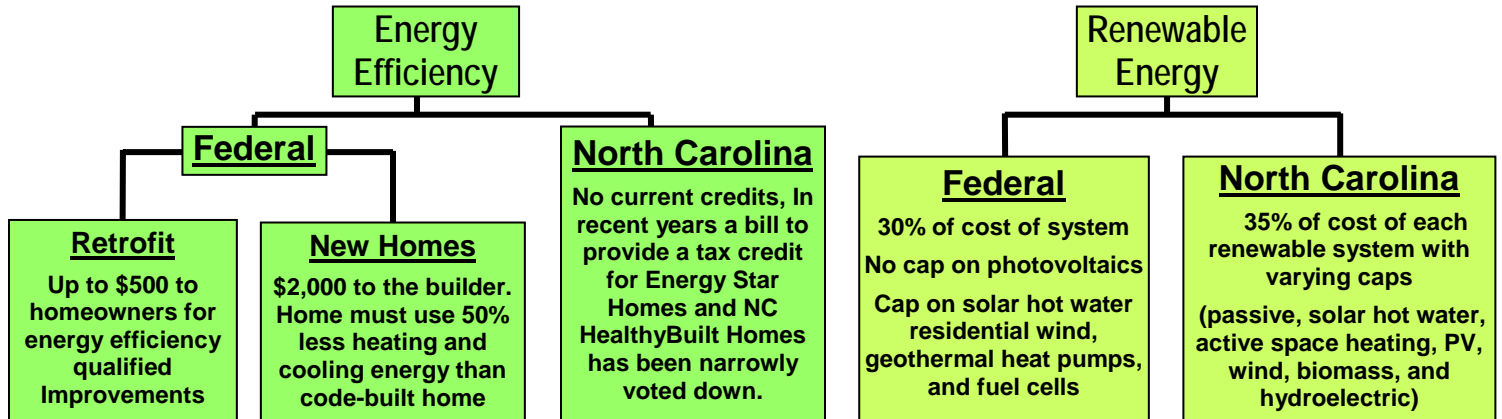 Energy
Efficiency
Federal
Retrofit
Up to $500 to
homeowners for
energy efficiency
qualified
Improvements
New Homes
$2,000 to the builder.
Home must use 50%
less heating and
cooling energy than
code-built home
North Carolina
No current credits, In
recent years a bill to
provide a tax credit
for Energy Star
Homes and NC
HealthyBuilt Homes
has been narrowly
voted down.
Renewable
Energy
Federal
30% of cost of system
No cap on photovoltaics
Cap on solar hot water
residential wind,
geothermal heat pumps,
and fuel cells
North Carolina
35% of cost of each
renewable system with
varying caps
(passive, solar hot water,
active space heating, PV,
wind, biomass, and
hydroelectric)